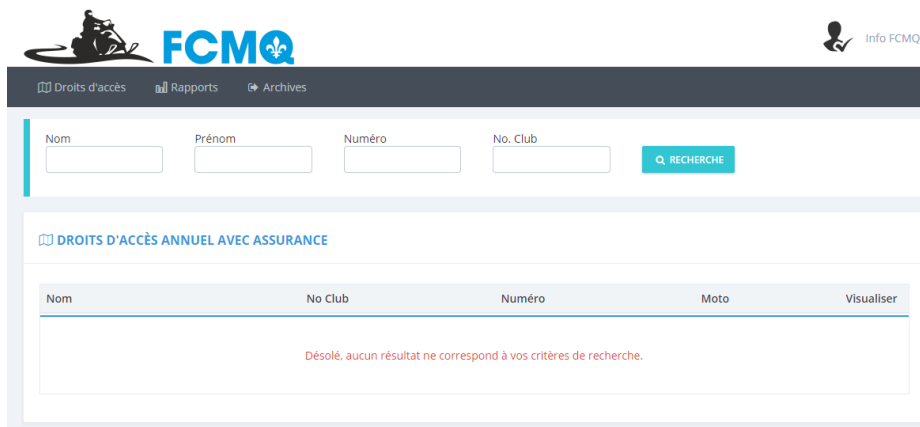 FCMQ
Info FCMQ
Droits d'accès Rapports Archives
Nom Prénom Numéro No. Club
RECHERCHE
DROITS D'ACCÈS ANNUEL AVEC ASSURANCE
Nom No Club Numéro Moto Visualiser
Désolé, aucun résultat ne correspond à vos critères de recherche.